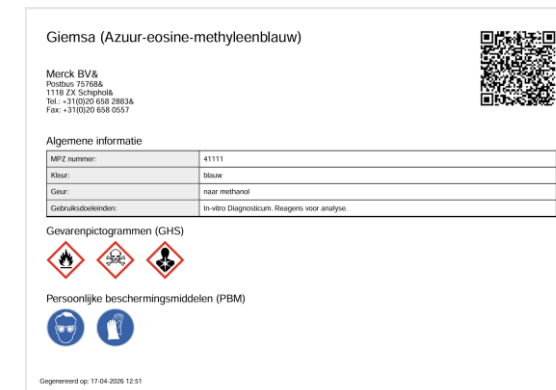 Giemsa (Azuur-eosine-methyleenblauw)
Merck BV&
Postbus 75768&
1118 ZX Schiphol&
Tel.: +31(0)20 658 2883&
Fax: +31(0)20 658 0557
Algemene informatie
MPZ nummer: 41111
Kleur: blauw
Geur: naar methanol
Gebruiksdoeleinden: In-vitro Diagnosticum. Reagens voor analyse.
Gevarenpictogrammen (GHS)
Persoonlijke beschermingsmiddelen (PBM)
Gegenereerd op: 17-04-2026 12:51